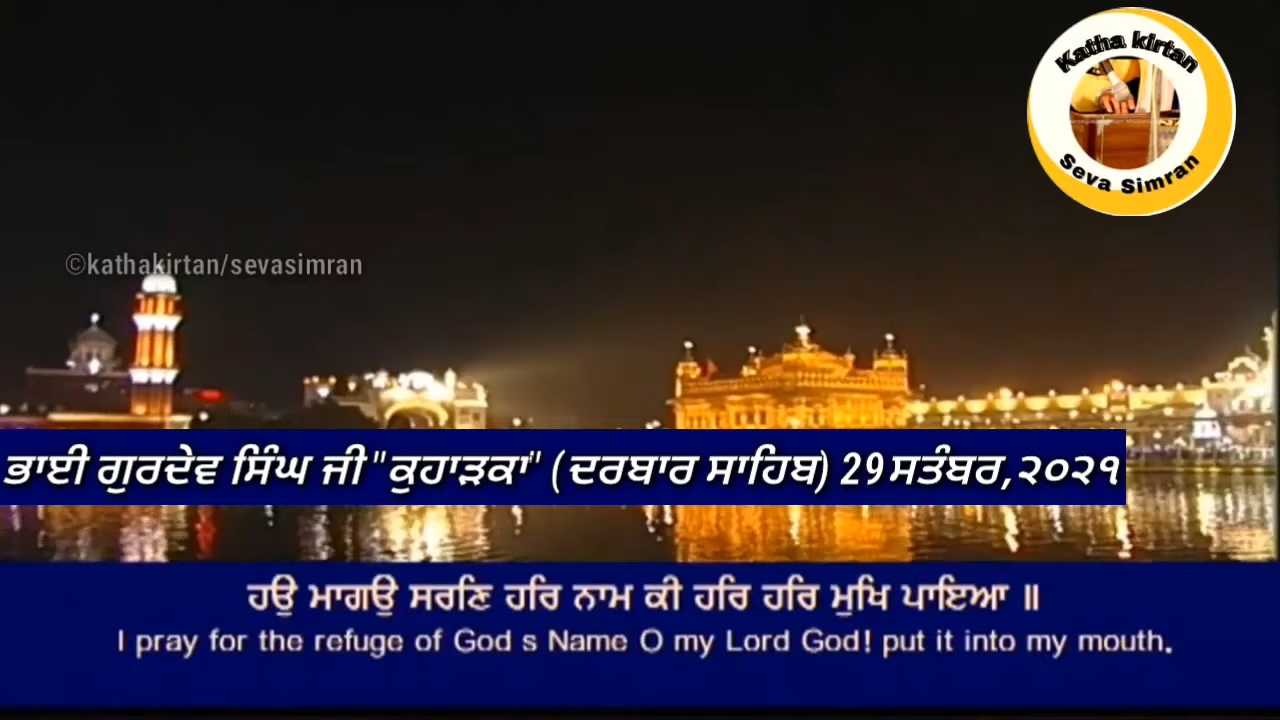 Katha kirtan
Seva Simran
©kathakirtan/sevasimran
ਭਾਈ ਗੁਰਦੇਵ ਸਿੰਘ ਜੀ "ਕੁਹਾੜਕਾ" (ਦਰਬਾਰ ਸਾਹਿਬ) 29 ਸਤੰਬਰ,੨੦੨੧
ਹਉ ਮਾਗਉ ਸਰਣਿ ਹਰਿ ਨਾਮ ਕੀ ਹਰਿ ਹਰਿ ਮੁਖਿ ਪਾਇਆ ॥
I pray for the refuge of God s Name O my Lord God! put it into my mouth.